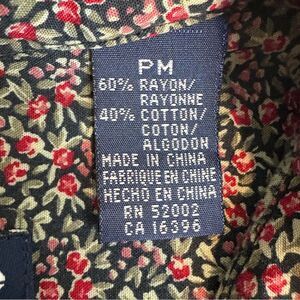 PM
60% RAYON/
RAYONNE
40% COTTON/
COTON/
ALGODON
MADE IN CHINA
FABRIQUE EN CHINE
HECHO EN CHINA
RN 52002
CA 16396